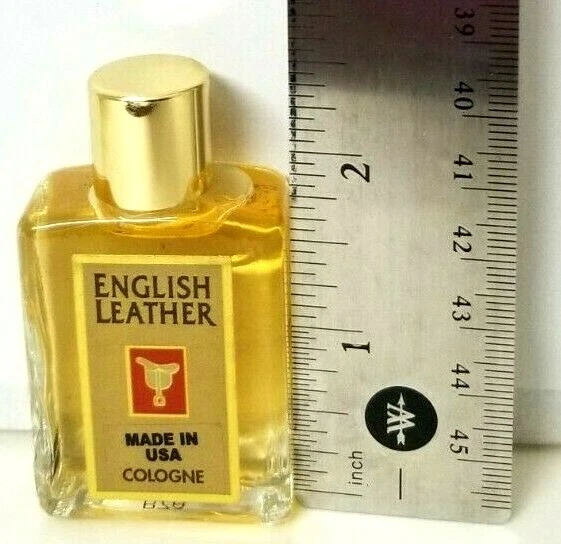 ENGLISH
LEATHER
MADE IN
USA
COLOGNE
39
40
41
2
42
43
1
44
45
inch